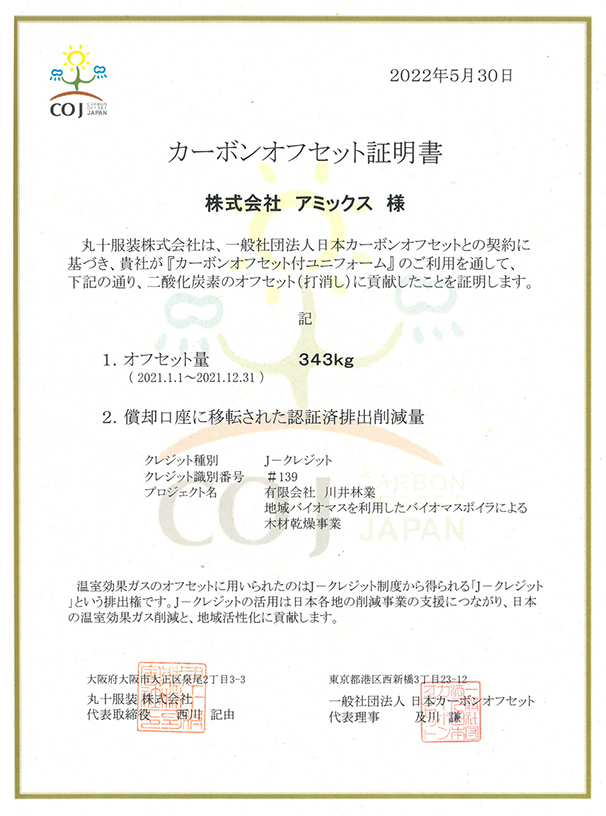 COJ CARBON OFFSET JAPAN
2022年5月30日
カーボンオフセット証明書
株式会社 アミックス 様
丸十服装株式会社は、一般社団法人日本カーボンオフセットとの契約に
基づき、貴社が『カーボンオフセット付ユニフォーム』のご利用を通して、
下記の通り、二酸化炭素のオフセット(打消し)に貢献したことを証明します。
記
1. オフセット量 343kg
( 2021.1.1～2021.12.31 )
2. 償却口座に移転された認証済排出削減量
クレジット種別 J－クレジット
クレジット識別番号 #139
プロジェクト名 有限会社 川井林業
地域バイオマスを利用したバイオマスボイラによる
木材乾燥事業
COJ CARBON OFFSET JAPAN
温室効果ガスのオフセットに用いられたのはJ－クレジット制度から得られる「J－クレジット
」という排出権です。J－クレジットの活用は日本各地の削減事業の支援につながり、日本
の温室効果ガス削減と、地域活性化に貢献します。
大阪府大阪市大正区泉尾2丁目3-3
丸十服装 株式会社
代表取締役 西川 記由
東京都港区西新橋3丁目23-12
一般社団法人 日本カーボンオフセット
代表理事 及川 謙